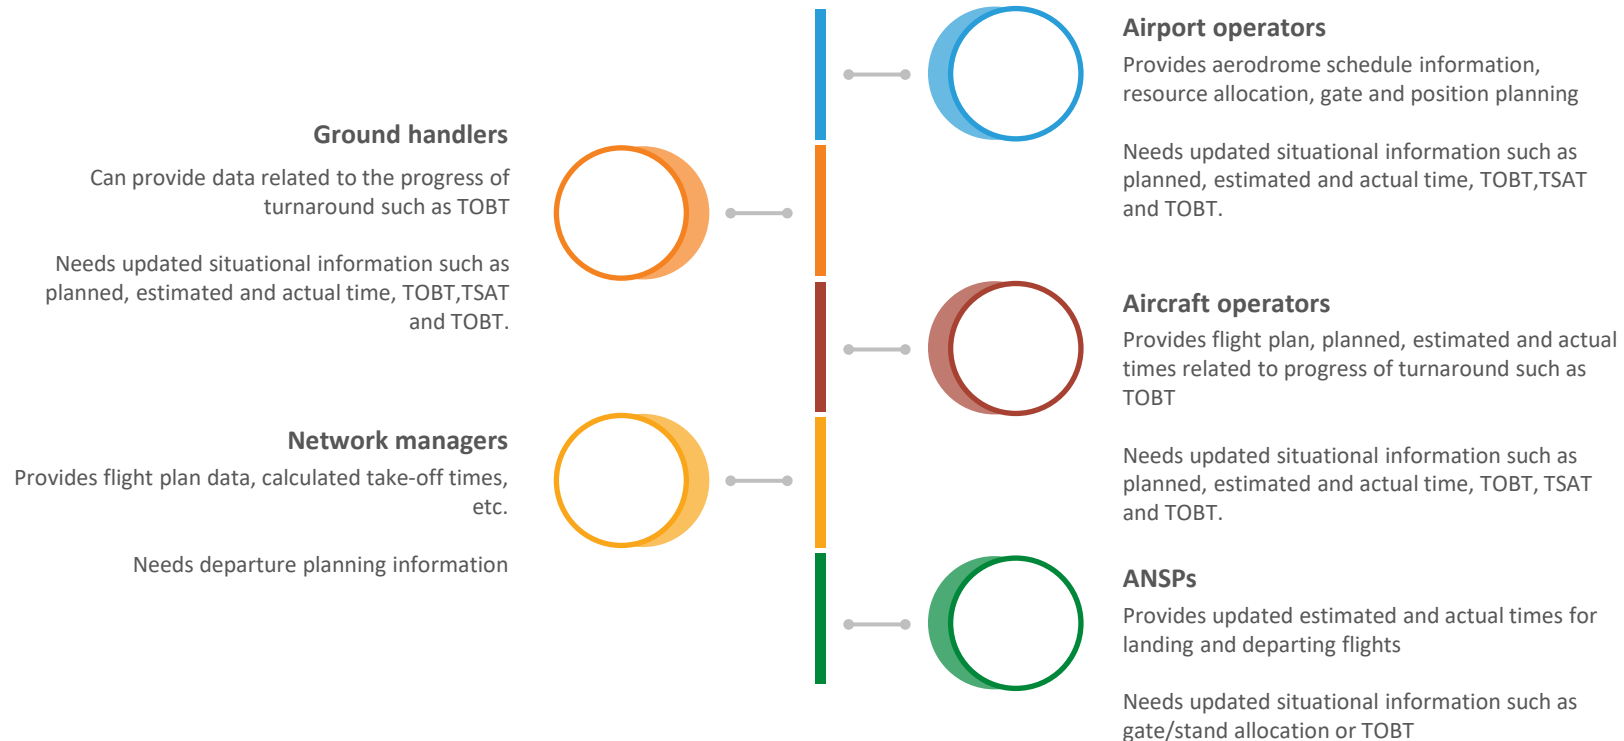 Airport operators
Provides aerodrome schedule information,
resource allocation, gate and position planning
Needs updated situational information such as
planned, estimated and actual time, TOBT,TSAT
and TOBT.
Ground handlers
Can provide data related to the progress of
turnaround such as TOBT
Needs updated situational information such as
planned, estimated and actual time, TOBT,TSAT
and TOBT.
Aircraft operators
Provides flight plan, planned, estimated and actual
times related to progress of turnaround such as
TOBT
Needs updated situational information such as
planned, estimated and actual time, TOBT, TSAT
and TOBT.
Network managers
Provides flight plan data, calculated take-off times,
etc.
Needs departure planning information
ANSPs
Provides updated estimated and actual times for
landing and departing flights
Needs updated situational information such as
gate/stand allocation or TOBT